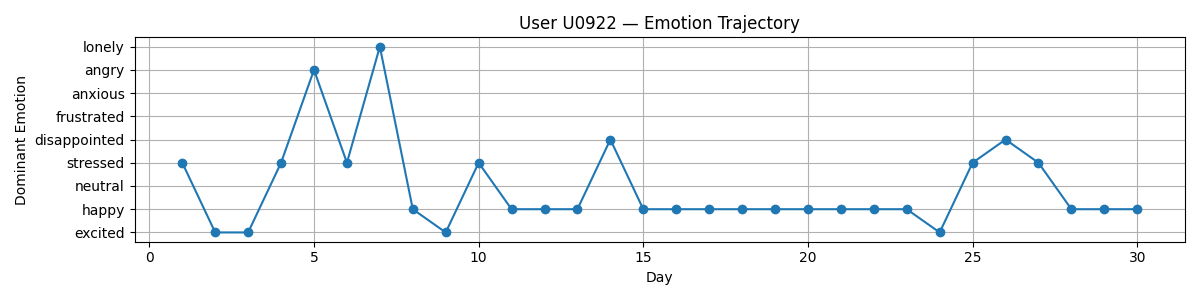 User U0922 — Emotion Trajectory
Dominant Emotion
lonely
angry
anxious
frustrated
disappointed
stressed
neutral
happy
excited
0 5 10 15 20 25 30
Day